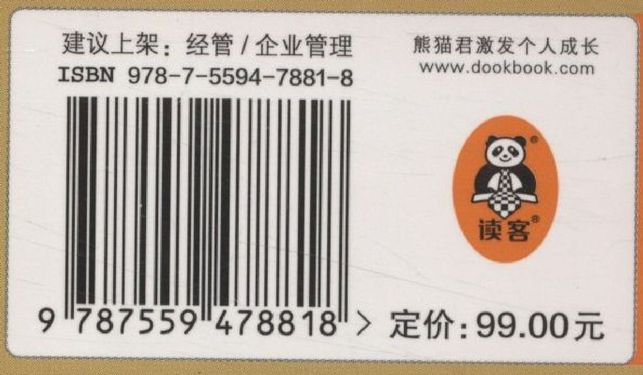 建议上架：经管 / 企业管理
ISBN 978-7-5594-7881-8
熊猫君激发个人成长
www.dookbook.com
读客®
9 787559 478818 >
定价：99.00元